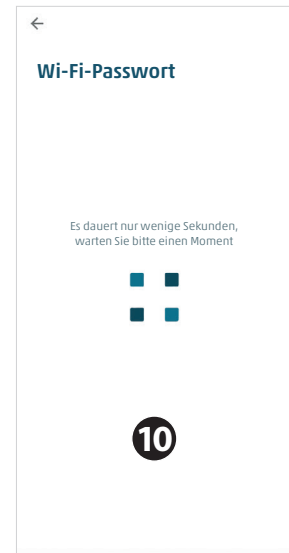 Wi-Fi-Passwort
Es dauert nur wenige Sekunden,
warten Sie bitte einen Moment
10